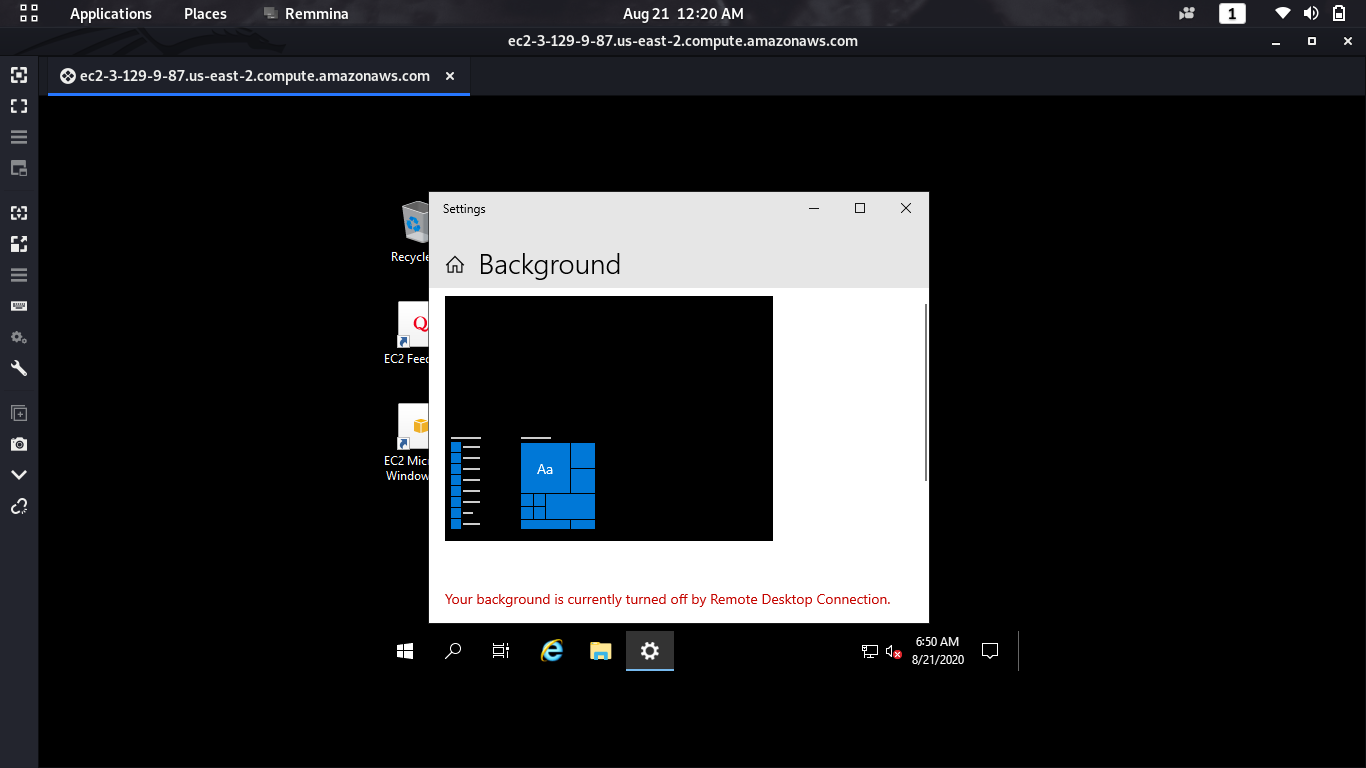 Applications Places Remmina Aug 21 12:20 AM 1
ec2-3-129-9-87.us-east-2.compute.amazonaws.com
ec2-3-129-9-87.us-east-2.compute.amazonaws.com
Settings
Background
Recycle
EC2 Feed
EC2 Micr
Window
Aa
Your background is currently turned off by Remote Desktop Connection.
6:50 AM
8/21/2020